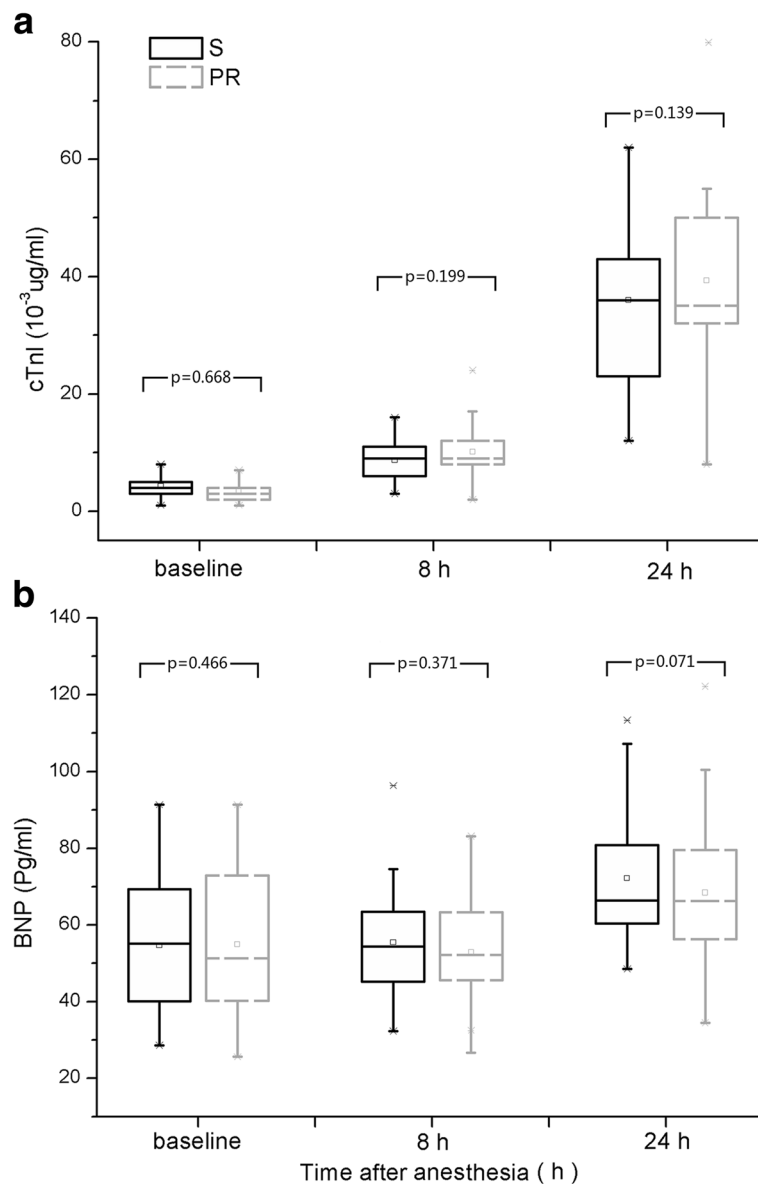 a
80
60
40
20
0
cTnI (10-3ug/ml)
S
PR
p=0.668
p=0.199
p=0.139
baseline 8 h 24 h
b
140
120
100
80
60
40
20
BNP (Pg/ml)
p=0.466
p=0.371
p=0.071
baseline 8 h 24 h
Time after anesthesia ( h )